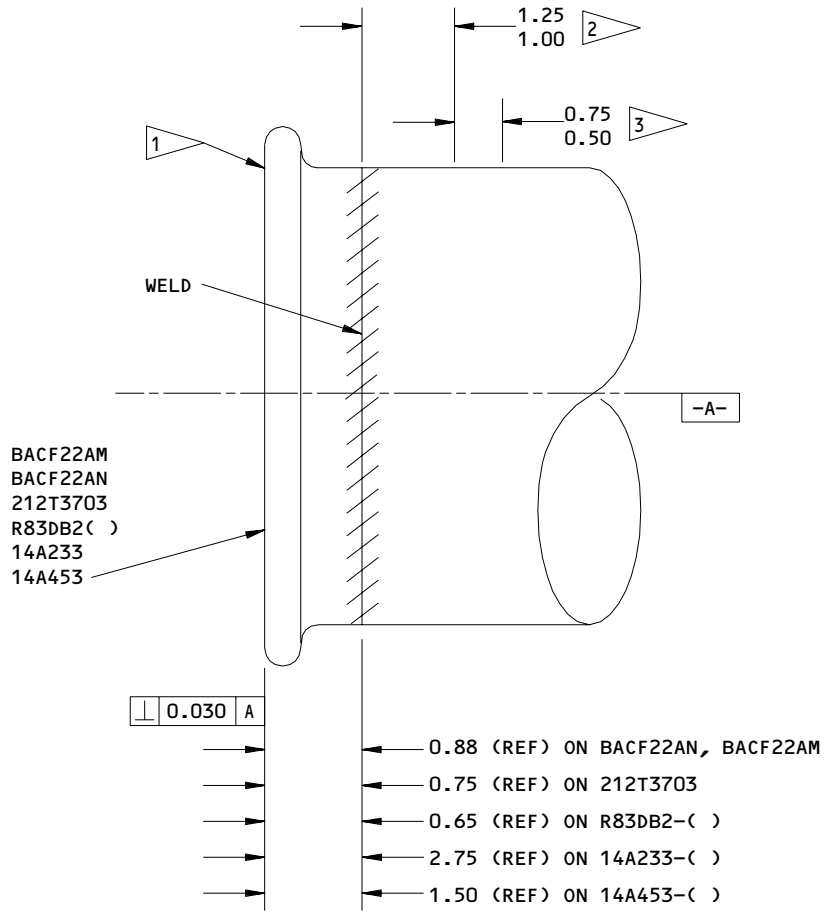 1.25
1.00
2
0.75
0.50
3
1
WELD
-A-
BACF22AM
BACF22AN
212T3703
R83DB2( )
14A233
14A453
⊥ 0.030 A
0.88 (REF) ON BACF22AN, BACF22AM
0.75 (REF) ON 212T3703
0.65 (REF) ON R83DB2-( )
2.75 (REF) ON 14A233-( )
1.50 (REF) ON 14A453-( )